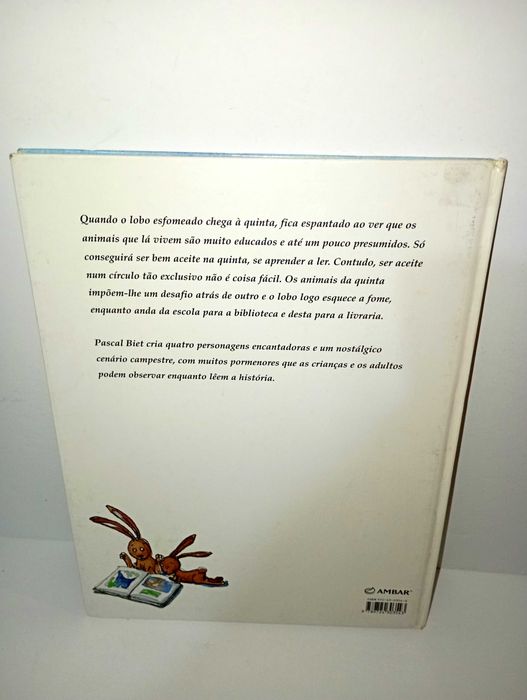 Quando o lobo esfomeado chega à quinta, fica espantado ao ver que os
animais que lá vivem são muito educados e até um pouco presumidos. Só
conseguirá ser bem aceite na quinta, se aprender a ler. Contudo, ser aceite
num círculo tão exclusivo não é coisa fácil. Os animais da quinta
impõem-lhe um desafio atrás de outro e o lobo logo esquece a fome,
enquanto anda da escola para a biblioteca e desta para a livraria.
Pascal Biet cria quatro personagens encantadoras e um nostálgico
cenário campestre, com muitos pormenores que as crianças e os adultos
podem observar enquanto lêem a história.
AMBAR